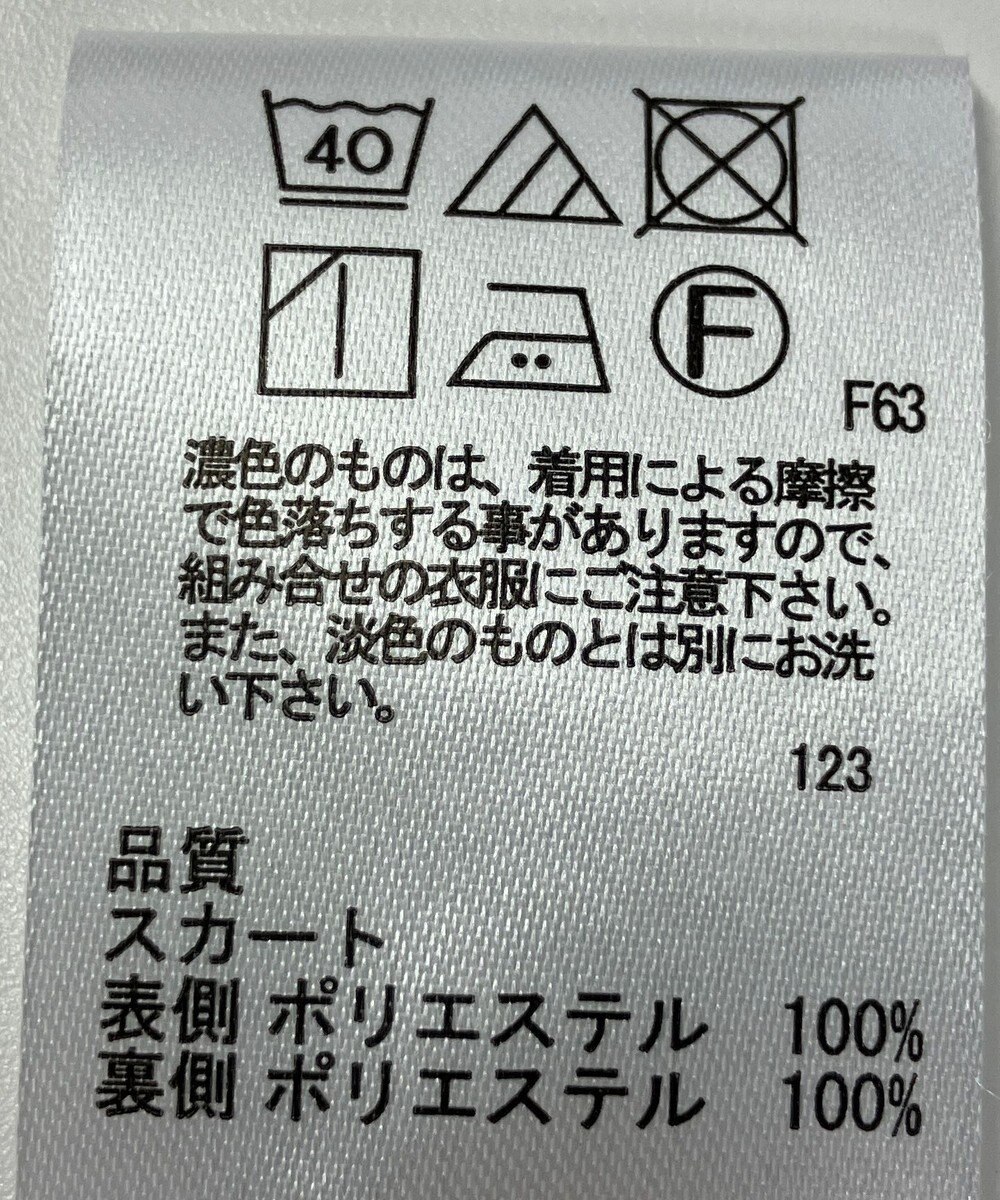 40
F
F63
濃色のものは、着用による摩擦
で色落ちする事がありますので、
組み合せの衣服にご注意下さい。
また、淡色のものとは別にお洗
い下さい。
123
品質
スカート
表側 ポリエステル 100%
裏側 ポリエステル 100%